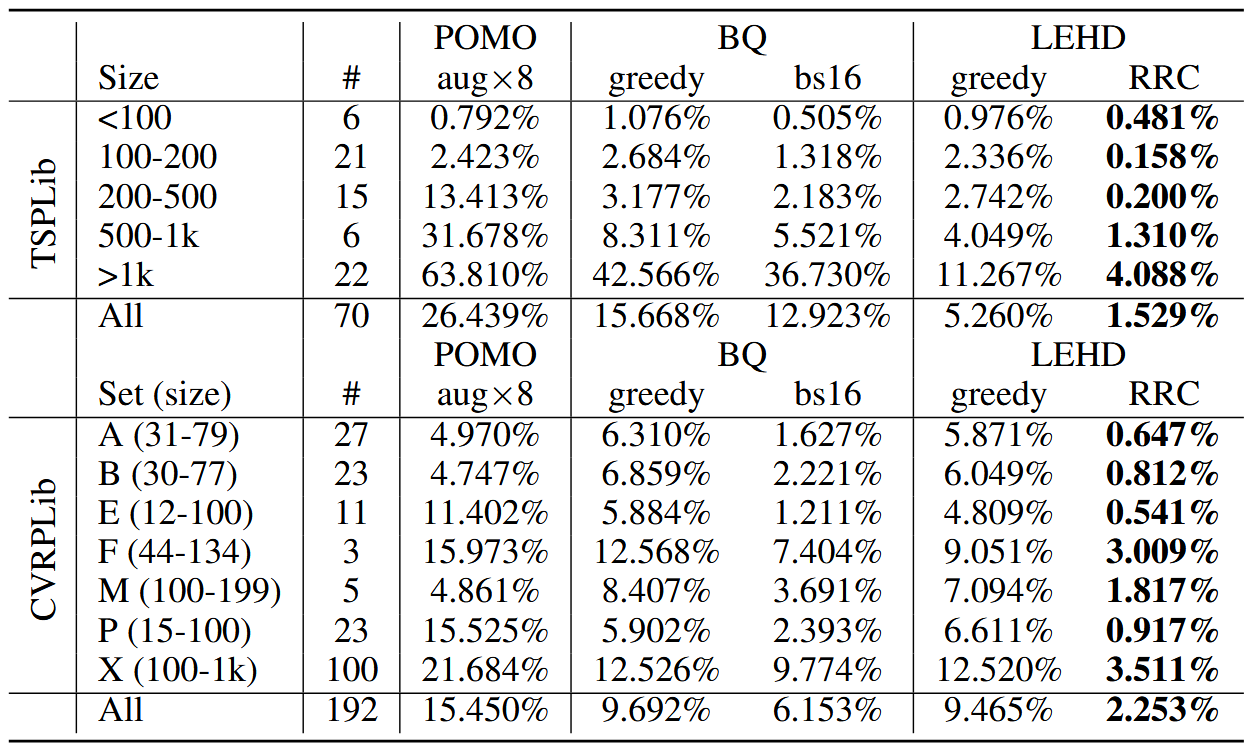 POMO BQ LEHD
Size # aug×8 greedy bs16 greedy RRC
TSPLib
<100 6 0.792% 1.076% 0.505% 0.976% 0.481%
100-200 21 2.423% 2.684% 1.318% 2.336% 0.158%
200-500 15 13.413% 3.177% 2.183% 2.742% 0.200%
500-1k 6 31.678% 8.311% 5.521% 4.049% 1.310%
>1k 22 63.810% 42.566% 36.730% 11.267% 4.088%
All 70 26.439% 15.668% 12.923% 5.260% 1.529%
POMO BQ LEHD
Set (size) # aug×8 greedy bs16 greedy RRC
CVRPLib
A (31-79) 27 4.970% 6.310% 1.627% 5.871% 0.647%
B (30-77) 23 4.747% 6.859% 2.221% 6.049% 0.812%
E (12-100) 11 11.402% 5.884% 1.211% 4.809% 0.541%
F (44-134) 3 15.973% 12.568% 7.404% 9.051% 3.009%
M (100-199) 5 4.861% 8.407% 3.691% 7.094% 1.817%
P (15-100) 23 15.525% 5.902% 2.393% 6.611% 0.917%
X (100-1k) 100 21.684% 12.526% 9.774% 12.520% 3.511%
All 192 15.450% 9.692% 6.153% 9.465% 2.253%